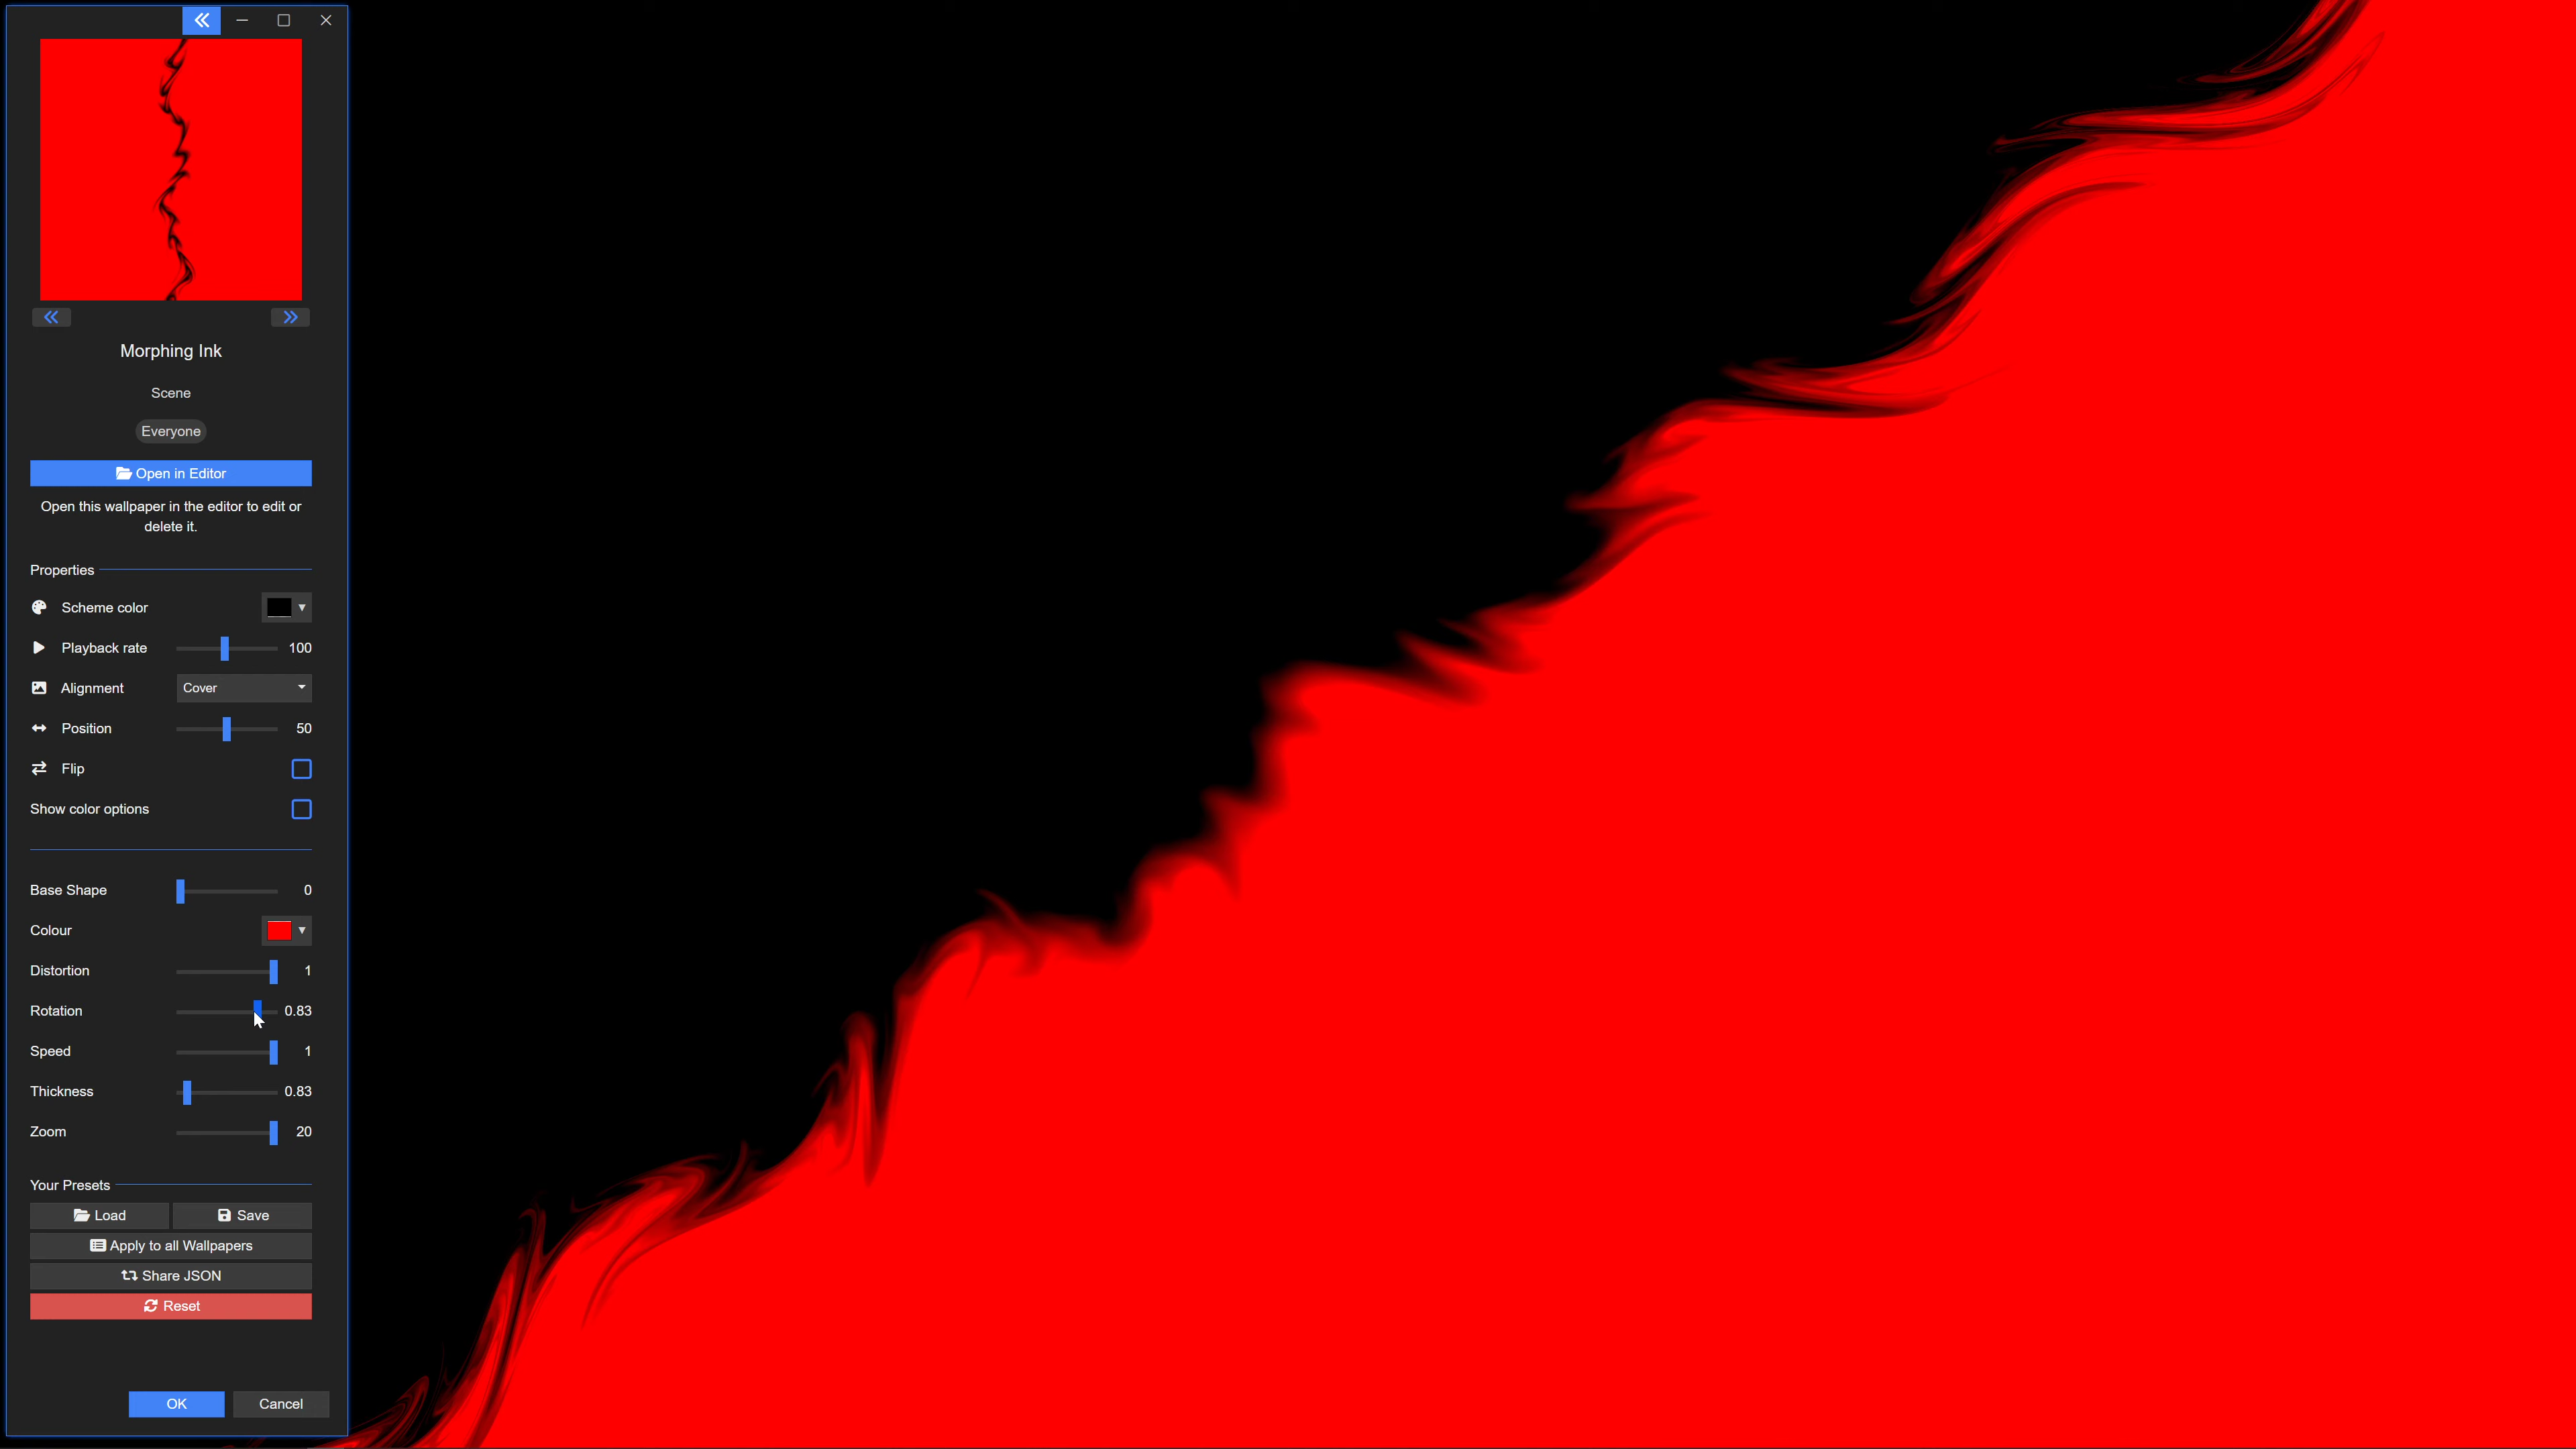 Morphing Ink
Scene
Everyone
Open in Editor
Open this wallpaper in the editor to edit or
delete it.
Properties
Scheme color
Playback rate 100
Alignment Cover
Position 50
Flip
Show color options
Base Shape 0
Colour
Distortion 1
Rotation 0.83
Speed 1
Thickness 0.83
Zoom 20
Your Presets
Load Save
Apply to all Wallpapers
Share JSON
Reset
OK Cancel